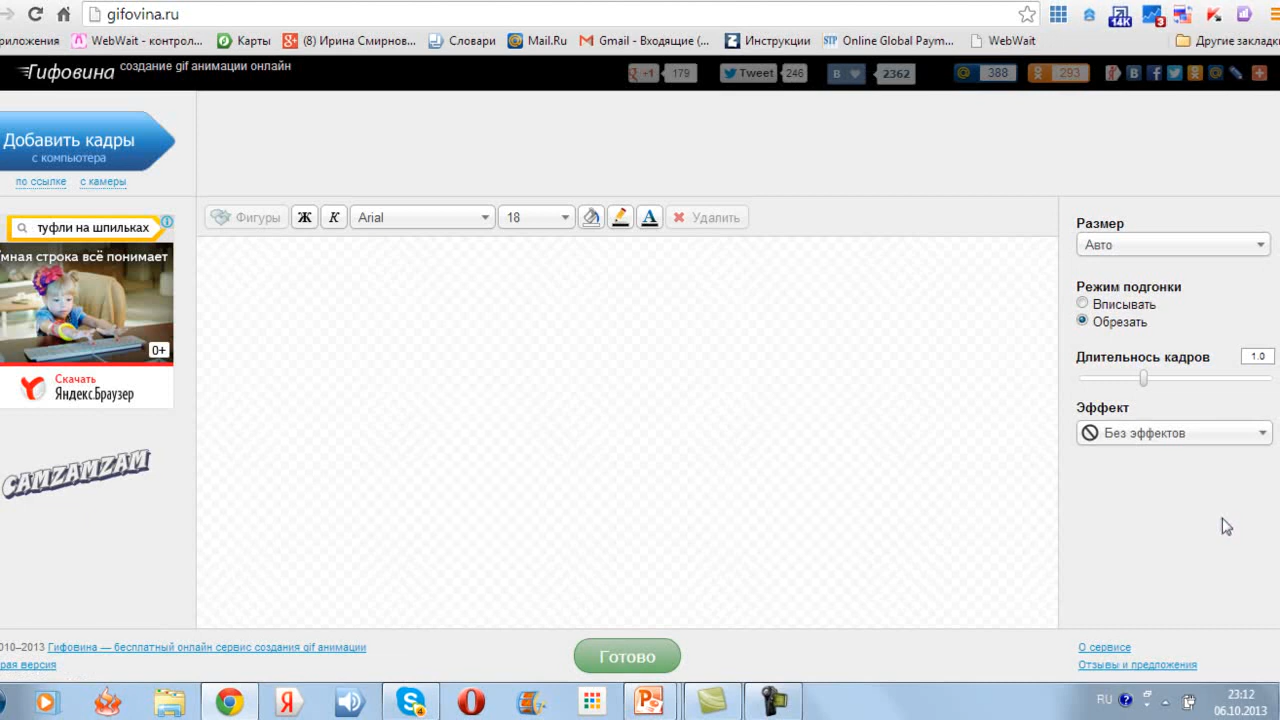 gifovina.ru
14K
3
риложения WebWait - контрол... Карты (8) Ирина Смирнов... Словари Mail.Ru Gmail - Входящие (... Инструкции Online Global Paym... WebWait Другие закладк
Гифовина создание gif анимации онлайн
+1 179 Tweet 246 В 2362 388 293
Добавить кадры
с компьютера
по ссылке с камеры
туфли на шпильках
мная строка всё понимает
0+
Скачать
Яндекс.Браузер
CAMZAMZAM
Фигуры Ж К Arial 18 А Удалить
Размер
Авто
Режим подгонки
Вписывать
Обрезать
Длительнось кадров 1.0
Эффект
Без эффектов
010–2013 Гифовина — бесплатный онлайн сервис создания gif анимации
рая версия
Готово
О сервисе
Отзывы и предложения
RU
23:12
06.10.2013